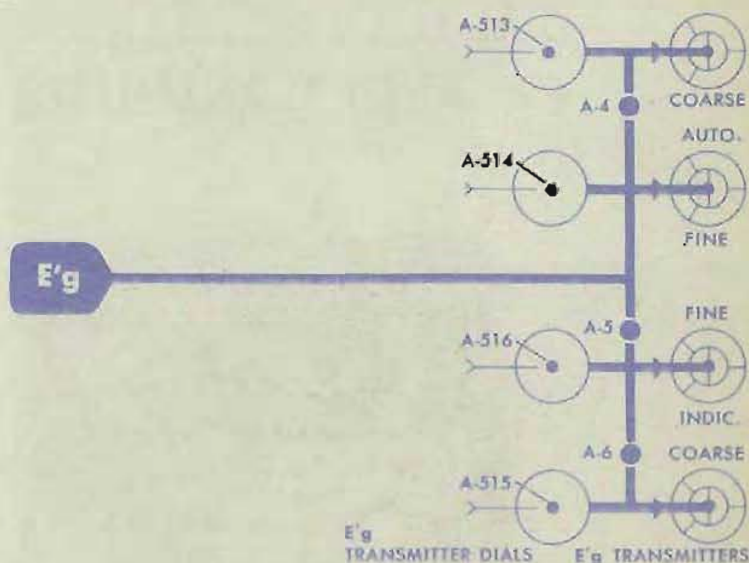 A-513
A-4
COARSE
AUTO.
A-514
FINE
E'g
FINE
A-5
A-516
INDIC.
A-6
COARSE
A-515
E'g
TRANSMITTER DIALS
E'g TRANSMITTERS